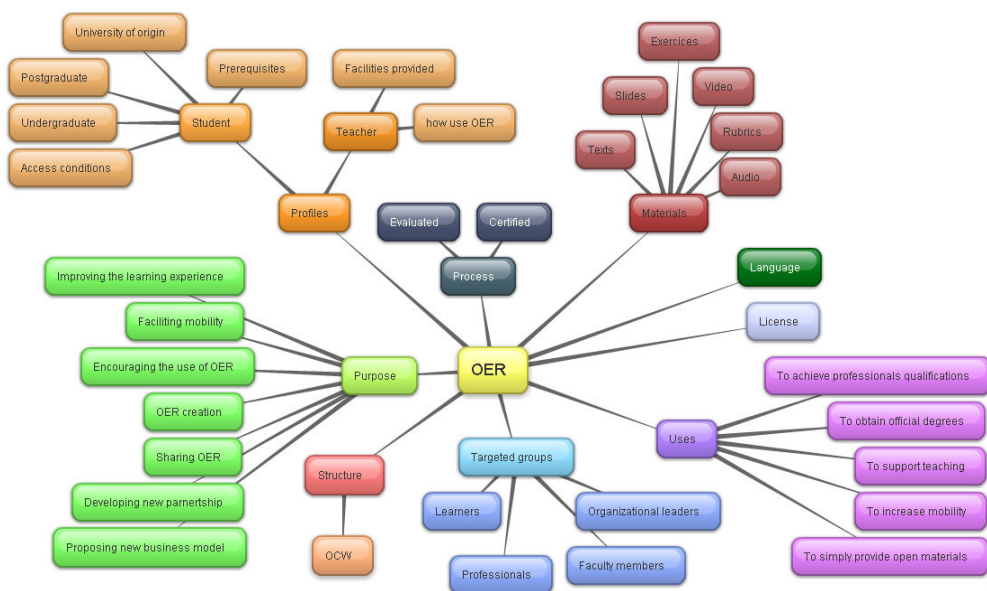 University of origin
Exercices
Postgraduate
Prerequisites
Facilities provided
Slides
Video
Undergraduate
Student
Teacher
how use OER
Texts
Rubrics
Access conditions
Audio
Profiles
Evaluated
Certified
Materials
Improving the learning experience
Process
Language
Faciliting mobility
License
Encouraging the use of OER
Purpose
OER
To achieve professionals qualifications
OER creation
To obtain official degrees
Uses
Sharing OER
Structure
Targeted groups
To support teaching
Developing new parnertship
Learners
Organizational leaders
To increase mobility
Proposing new business model
OCW
Professionals
Faculty members
To simply provide open materials